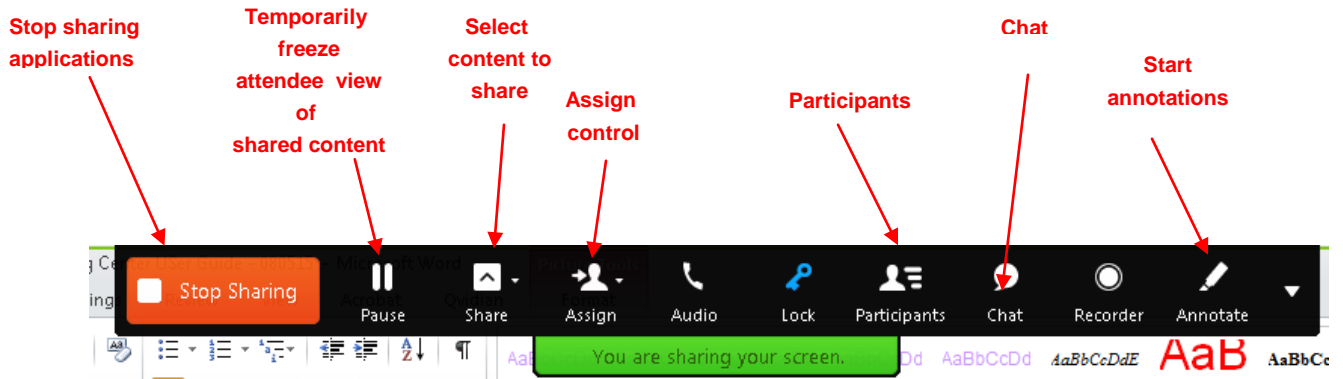 Stop sharing
applications
Temporarily
freeze
attendee view
of
shared content
Select
content to
share
Assign
control
Participants
Chat
Start
annotations
Stop Sharing
Pause
Share
Assign
Audio
Lock
Participants
Chat
Recorder
Annotate
You are sharing your screen.
AaBbCcDd
AaBbCcDdE
AaB
AaBbCc